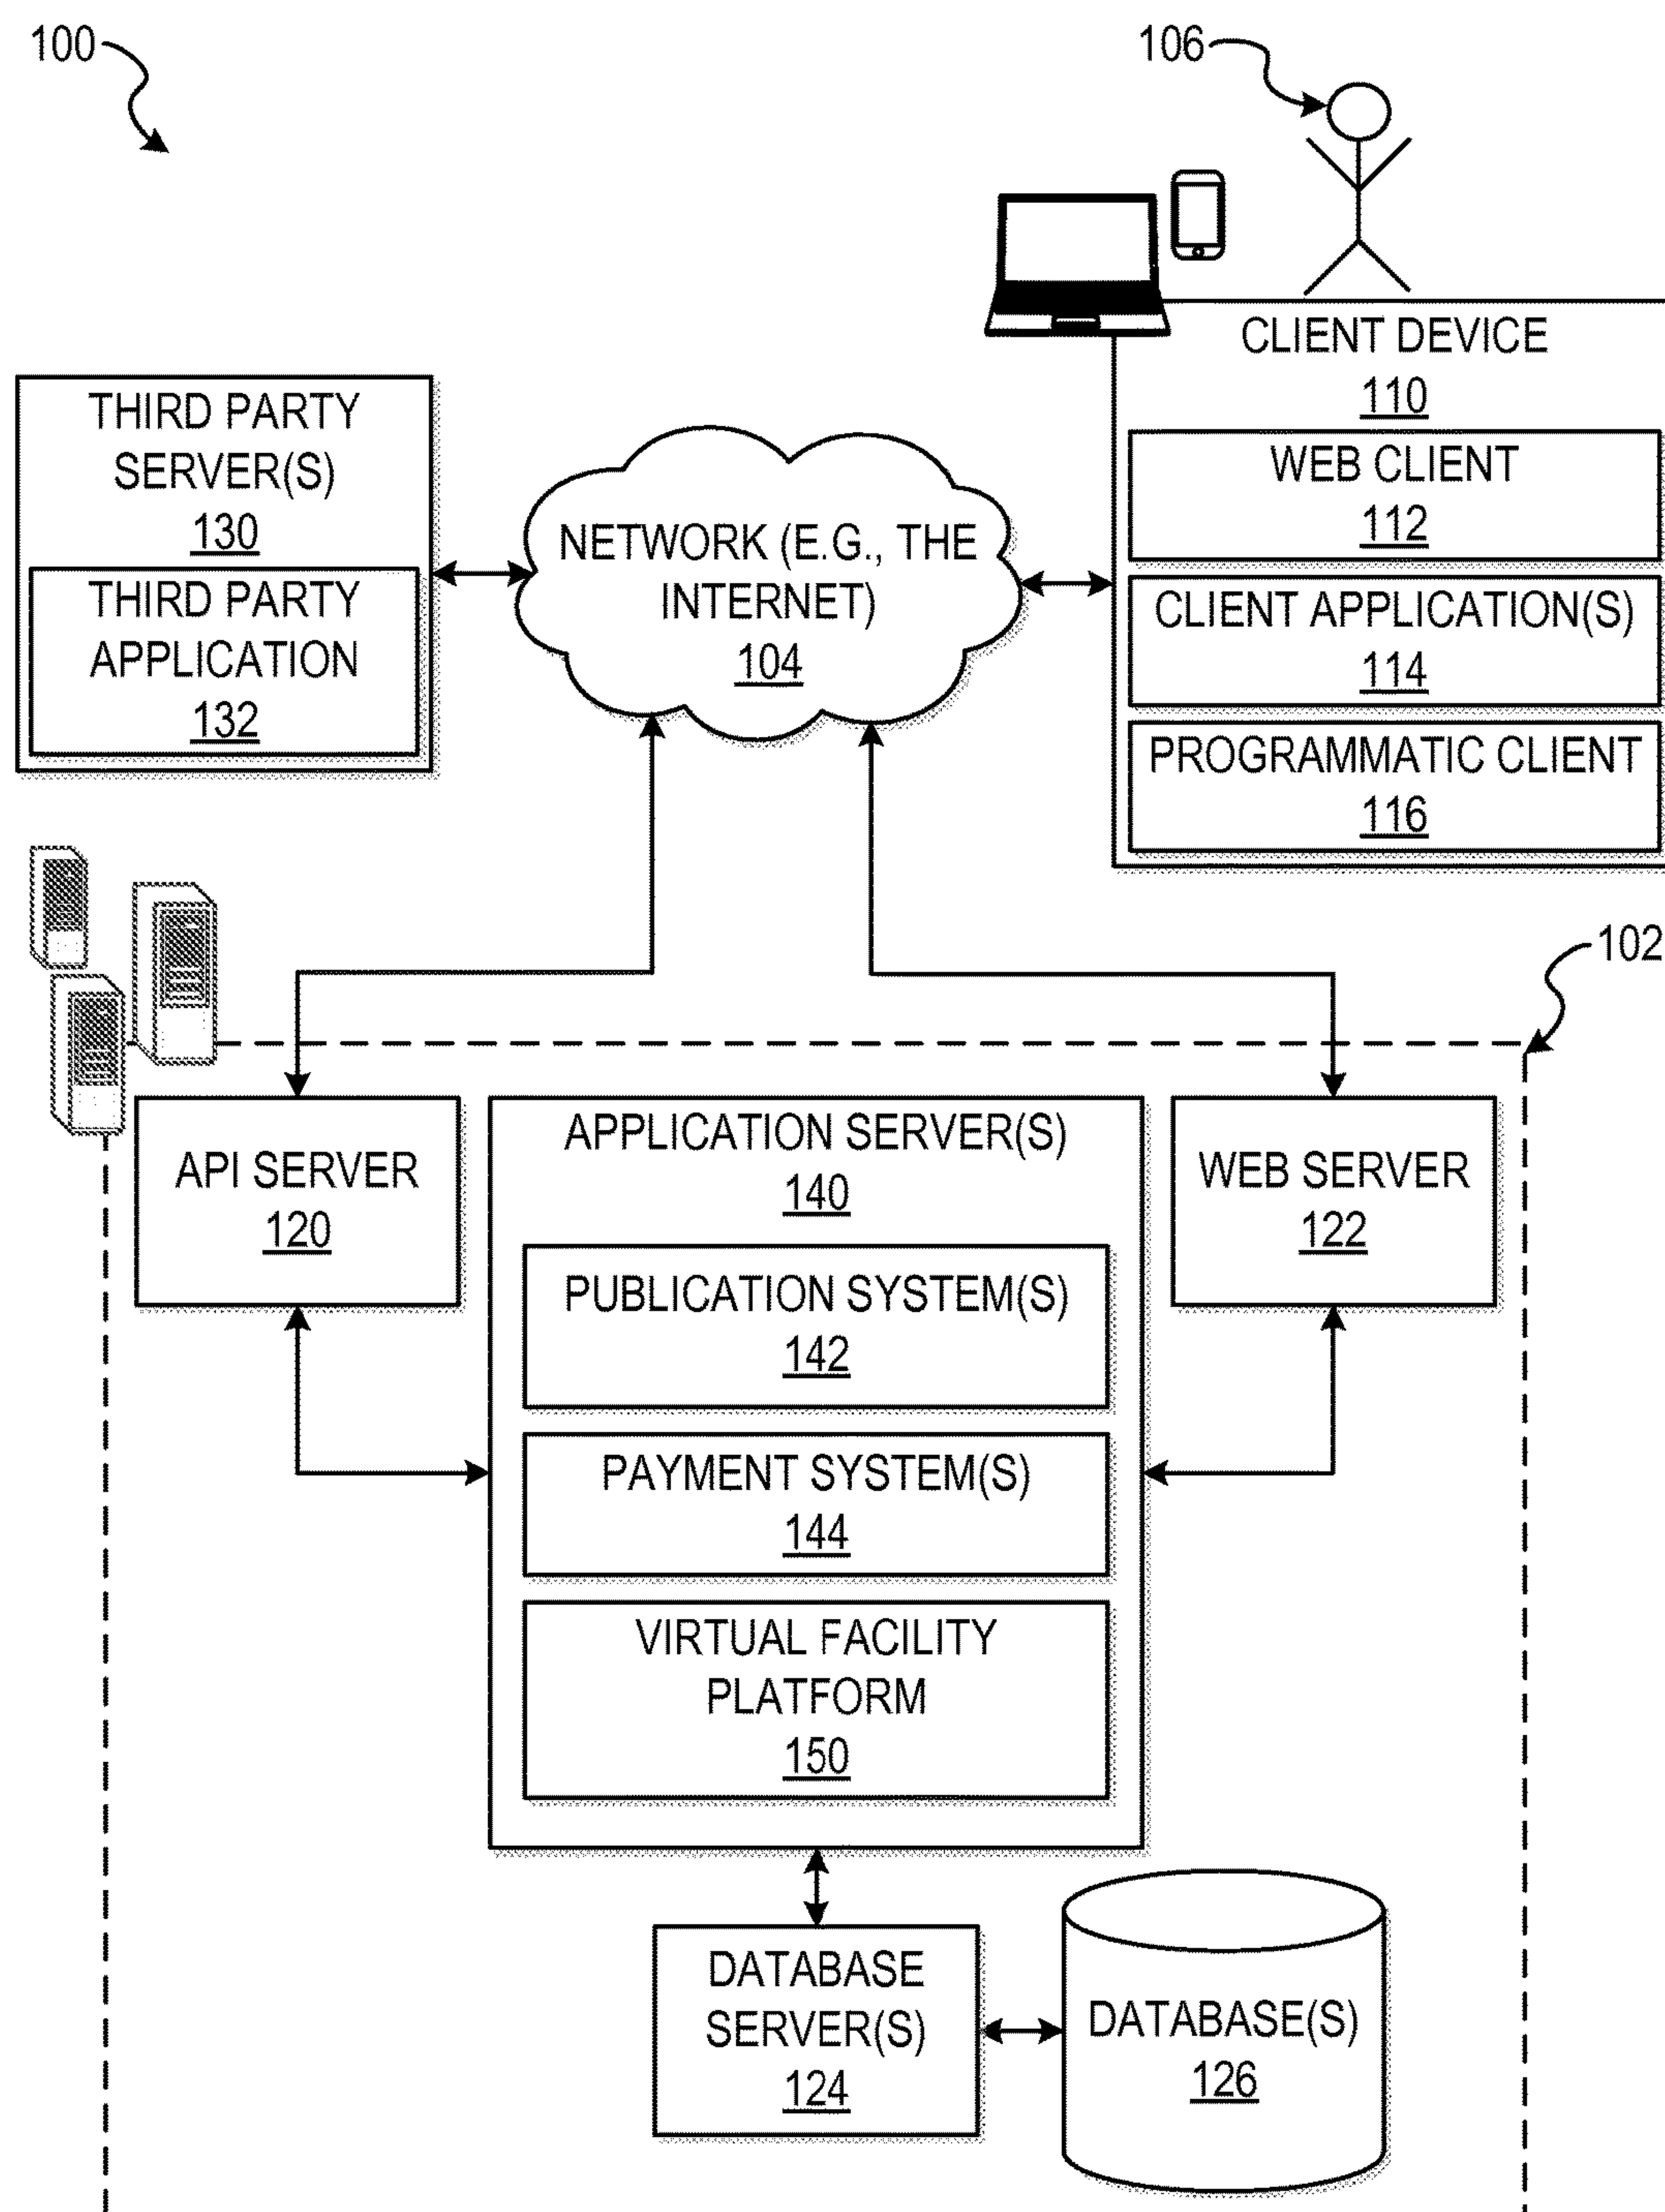 100
106
CLIENT DEVICE
110
WEB CLIENT
112
CLIENT APPLICATION(S)
114
PROGRAMMATIC CLIENT
116
THIRD PARTY
SERVER(S)
130
THIRD PARTY
APPLICATION
132
NETWORK (E.G., THE
INTERNET)
104
102
API SERVER
120
APPLICATION SERVER(S)
140
PUBLICATION SYSTEM(S)
142
PAYMENT SYSTEM(S)
144
VIRTUAL FACILITY
PLATFORM
150
WEB SERVER
122
DATABASE
SERVER(S)
124
DATABASE(S)
126